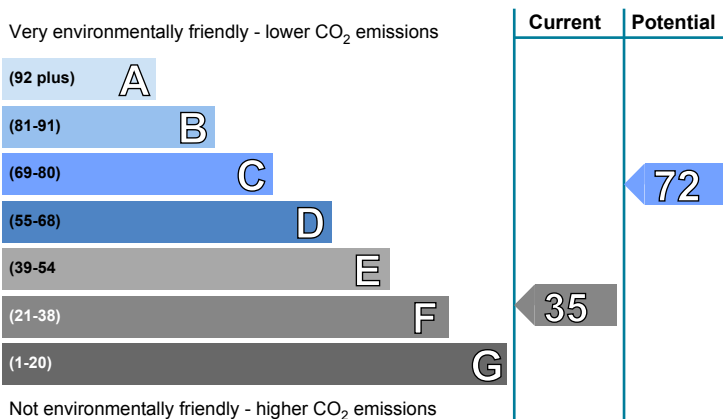 Current Potential
Very environmentally friendly - lower CO2 emissions
(92 plus) A
(81-91) B
(69-80) C
72
(55-68) D
(39-54 E
(21-38) F
35
(1-20) G
Not environmentally friendly - higher CO2 emissions